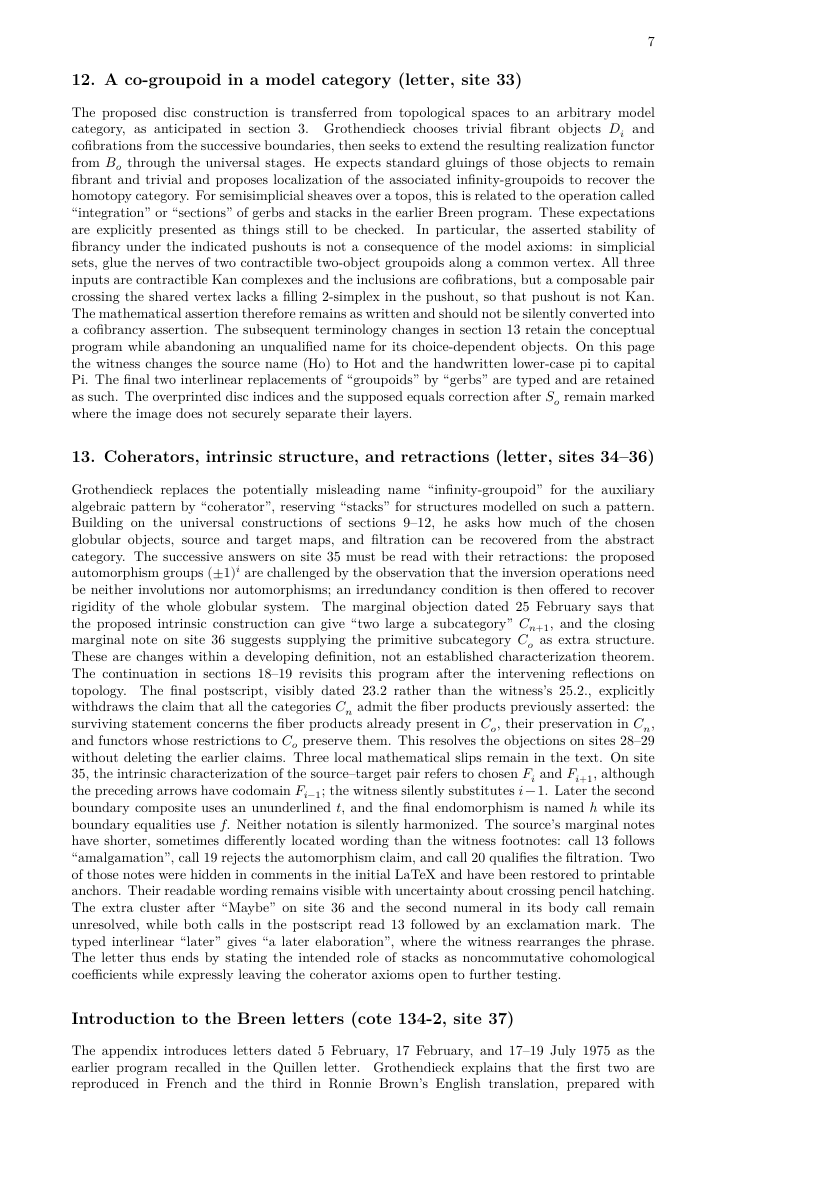 7
12. A co-groupoid in a model category (letter, site 33)
The proposed disc construction is transferred from topological spaces to an arbitrary model
category, as anticipated in section 3. Grothendieck chooses trivial fibrant objects D_i and
cofibrations from the successive boundaries, then seeks to extend the resulting realization functor
from B_o through the universal stages. He expects standard gluings of those objects to remain
fibrant and trivial and proposes localization of the associated infinity-groupoids to recover the
homotopy category. For semisimplicial sheaves over a topos, this is related to the operation called
“integration” or “sections” of gerbs and stacks in the earlier Breen program. These expectations
are explicitly presented as things still to be checked. In particular, the asserted stability of
fibrancy under the indicated pushouts is not a consequence of the model axioms: in simplicial
sets, glue the nerves of two contractible two-object groupoids along a common vertex. All three
inputs are contractible Kan complexes and the inclusions are cofibrations, but a composable pair
crossing the shared vertex lacks a filling 2-simplex in the pushout, so that pushout is not Kan.
The mathematical assertion therefore remains as written and should not be silently converted into
a cofibrancy assertion. The subsequent terminology changes in section 13 retain the conceptual
program while abandoning an unqualified name for its choice-dependent objects. On this page
the witness changes the source name (Ho) to Hot and the handwritten lower-case pi to capital
Pi. The final two interlinear replacements of “groupoids” by “gerbs” are typed and are retained
as such. The overprinted disc indices and the supposed equals correction after S_o remain marked
where the image does not securely separate their layers.
13. Coherators, intrinsic structure, and retractions (letter, sites 34–36)
Grothendieck replaces the potentially misleading name “infinity-groupoid” for the auxiliary
algebraic pattern by “coherator”, reserving “stacks” for structures modelled on such a pattern.
Building on the universal constructions of sections 9–12, he asks how much of the chosen
globular objects, source and target maps, and filtration can be recovered from the abstract
category. The successive answers on site 35 must be read with their retractions: the proposed
automorphism groups (±1)^i are challenged by the observation that the inversion operations need
be neither involutions nor automorphisms; an irredundancy condition is then offered to recover
rigidity of the whole globular system. The marginal objection dated 25 February says that
the proposed intrinsic construction can give “two large a subcategory” C_{n+1}, and the closing
marginal note on site 36 suggests supplying the primitive subcategory C_o as extra structure.
These are changes within a developing definition, not an established characterization theorem.
The continuation in sections 18–19 revisits this program after the intervening reflections on
topology. The final postscript, visibly dated 23.2 rather than the witness’s 25.2., explicitly
withdraws the claim that all the categories C_n admit the fiber products previously asserted: the
surviving statement concerns the fiber products already present in C_o, their preservation in C_n,
and functors whose restrictions to C_o preserve them. This resolves the objections on sites 28–29
without deleting the earlier claims. Three local mathematical slips remain in the text. On site
35, the intrinsic characterization of the source–target pair refers to chosen F_i and F_{i+1}, although
the preceding arrows have codomain F_{i−1}; the witness silently substitutes i−1. Later the second
boundary composite uses an ununderlined t, and the final endomorphism is named h while its
boundary equalities use f. Neither notation is silently harmonized. The source’s marginal notes
have shorter, sometimes differently located wording than the witness footnotes: call 13 follows
“amalgamation”, call 19 rejects the automorphism claim, and call 20 qualifies the filtration. Two
of those notes were hidden in comments in the initial LaTeX and have been restored to printable
anchors. Their readable wording remains visible with uncertainty about crossing pencil hatching.
The extra cluster after “Maybe” on site 36 and the second numeral in its body call remain
unresolved, while both calls in the postscript read 13 followed by an exclamation mark. The
typed interlinear “later” gives “a later elaboration”, where the witness rearranges the phrase.
The letter thus ends by stating the intended role of stacks as noncommutative cohomological
coefficients while expressly leaving the coherator axioms open to further testing.
Introduction to the Breen letters (cote 134-2, site 37)
The appendix introduces letters dated 5 February, 17 February, and 17–19 July 1975 as the
earlier program recalled in the Quillen letter. Grothendieck explains that the first two are
reproduced in French and the third in Ronnie Brown’s English translation, prepared with